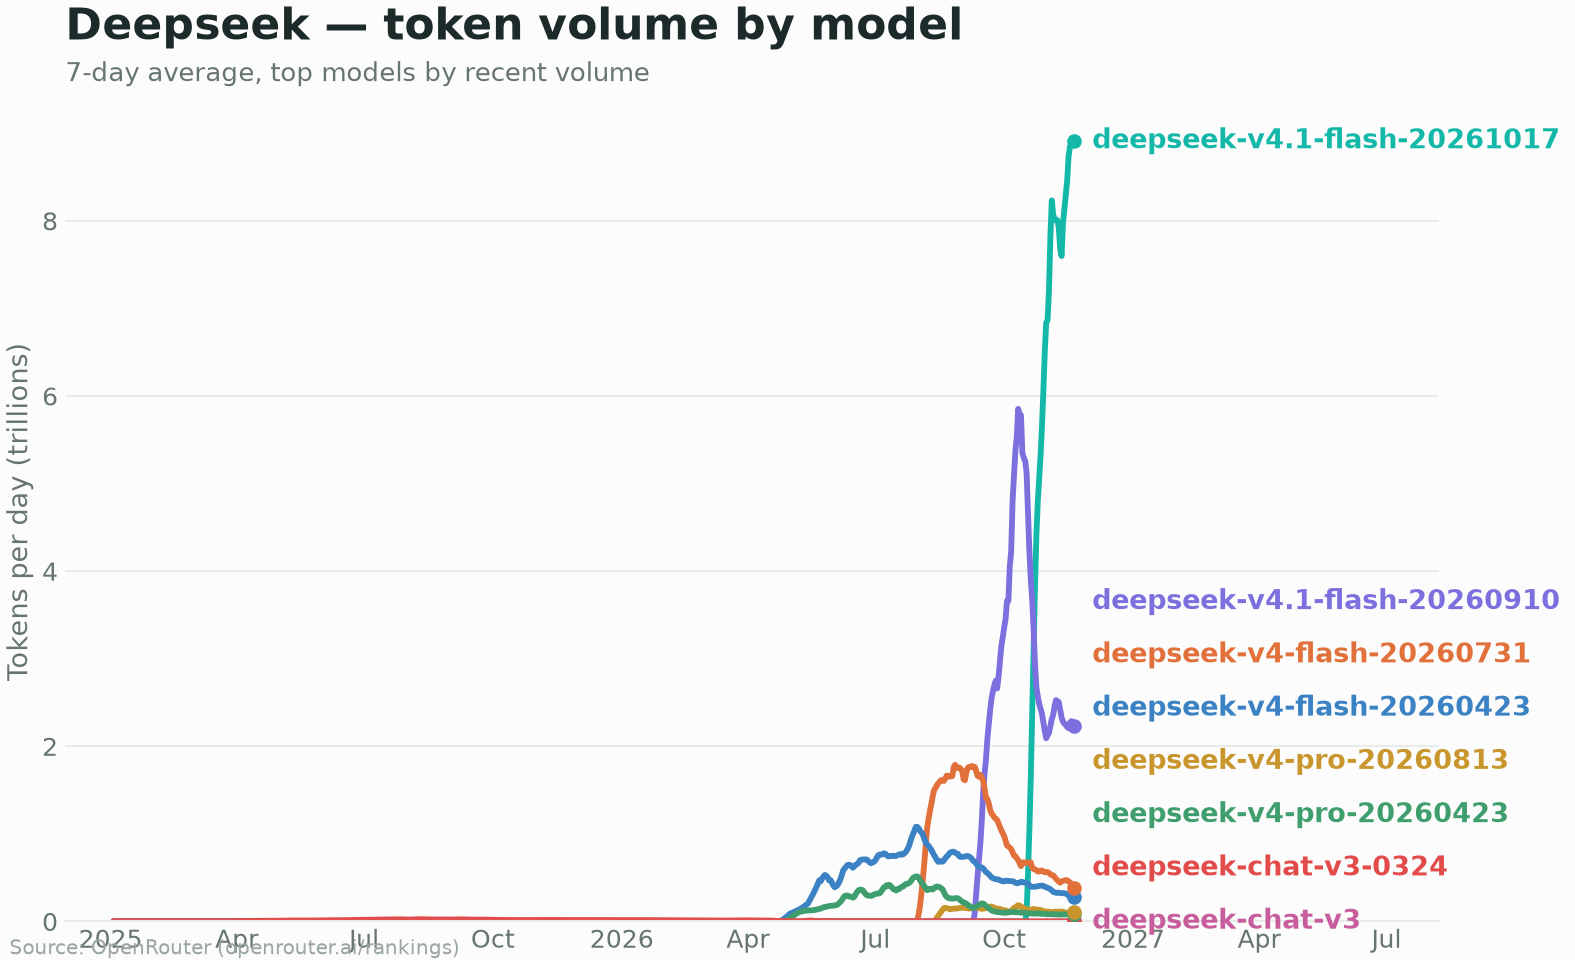 Deepseek — token volume by model
7-day average, top models by recent volume
Tokens per day (trillions)
8
6
4
2
0
deepseek-v4.1-flash-20261017
deepseek-v4.1-flash-20260910
deepseek-v4-flash-20260731
deepseek-v4-flash-20260423
deepseek-v4-pro-20260813
deepseek-v4-pro-20260423
deepseek-chat-v3-0324
deepseek-chat-v3
2025 Apr Jul Oct 2026 Apr Jul Oct 2027 Apr Jul
Source: OpenRouter (openrouter.ai/rankings)